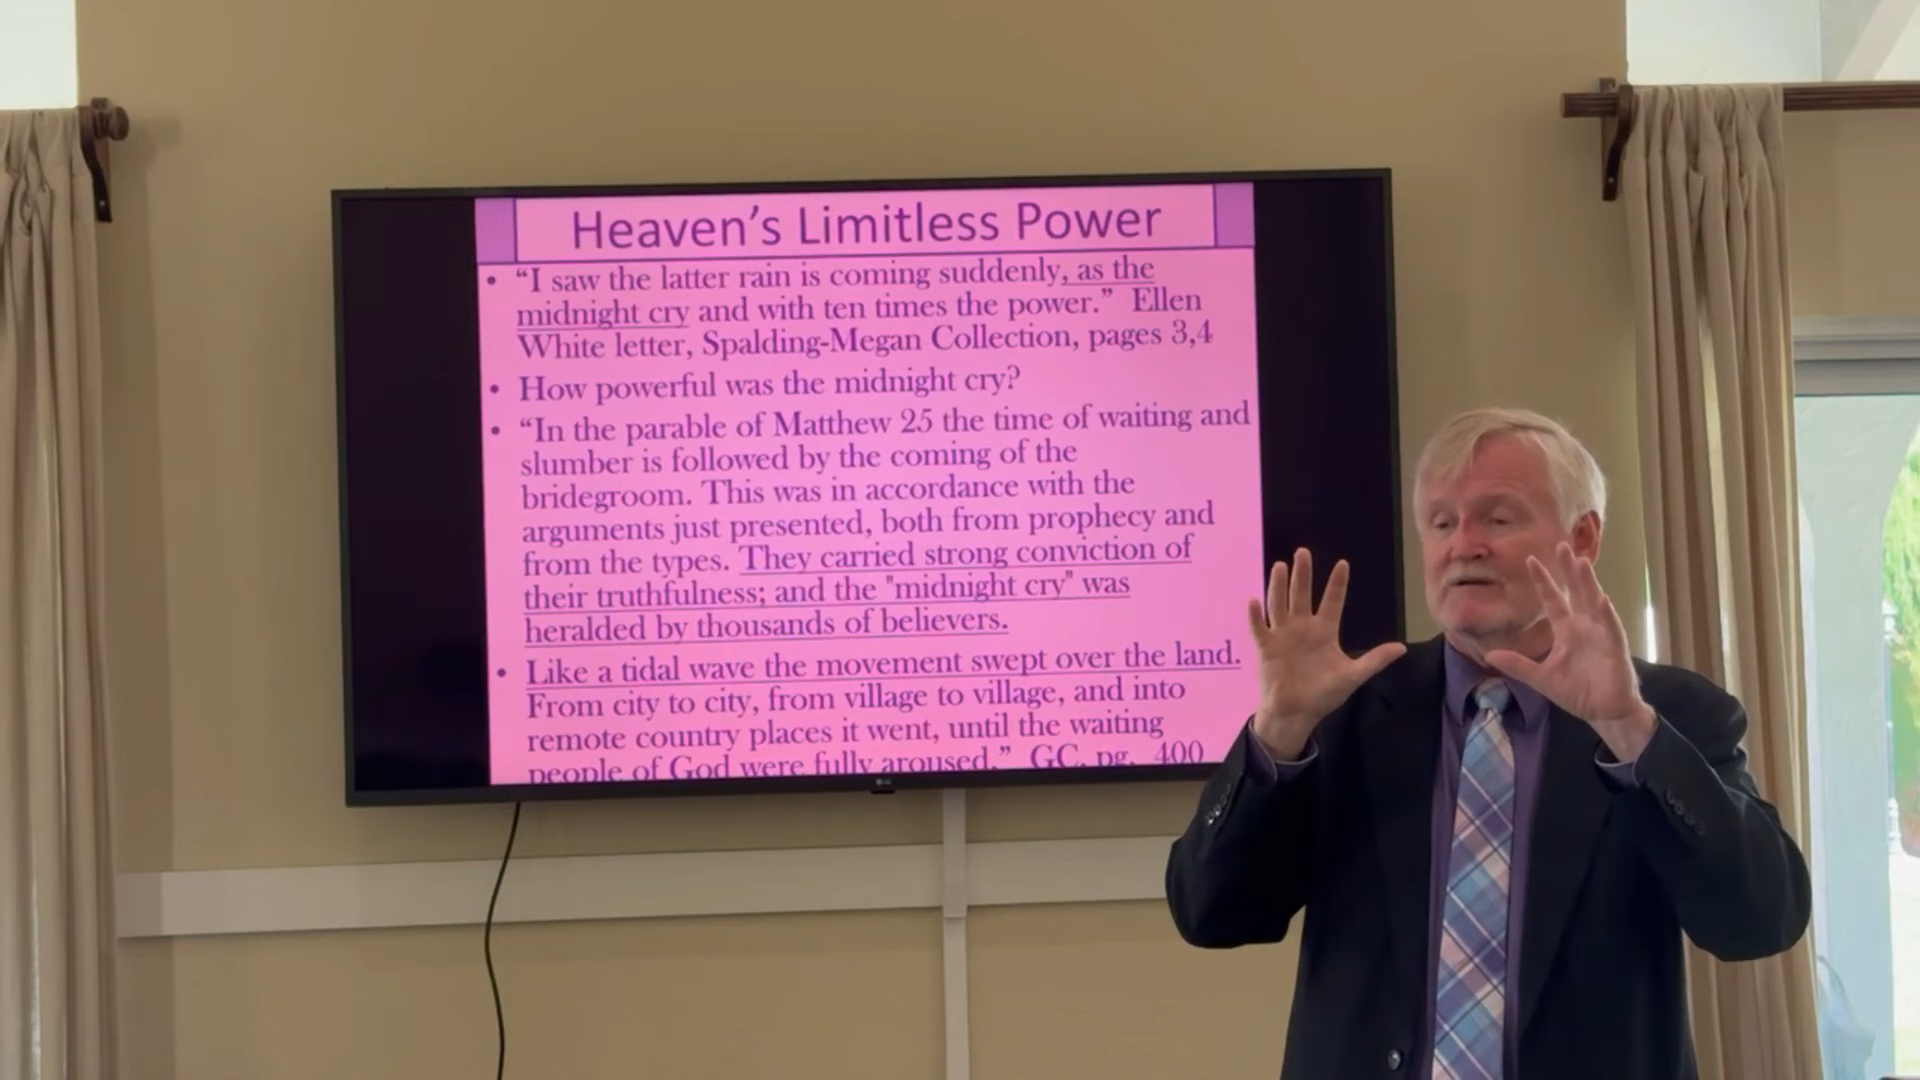 Heaven’s Limitless Power
• “I saw the latter rain is coming suddenly, as the
midnight cry and with ten times the power.” Ellen
White letter, Spalding-Megan Collection, pages 3,4
• How powerful was the midnight cry?
• “In the parable of Matthew 25 the time of waiting and
slumber is followed by the coming of the
bridegroom. This was in accordance with the
arguments just presented, both from prophecy and
from the types. They carried strong conviction of
their truthfulness; and the "midnight cry" was
heralded by thousands of believers.
• Like a tidal wave the movement swept over the land.
From city to city, from village to village, and into
remote country places it went, until the waiting
people of God were fully aroused.” GC, pg. 400